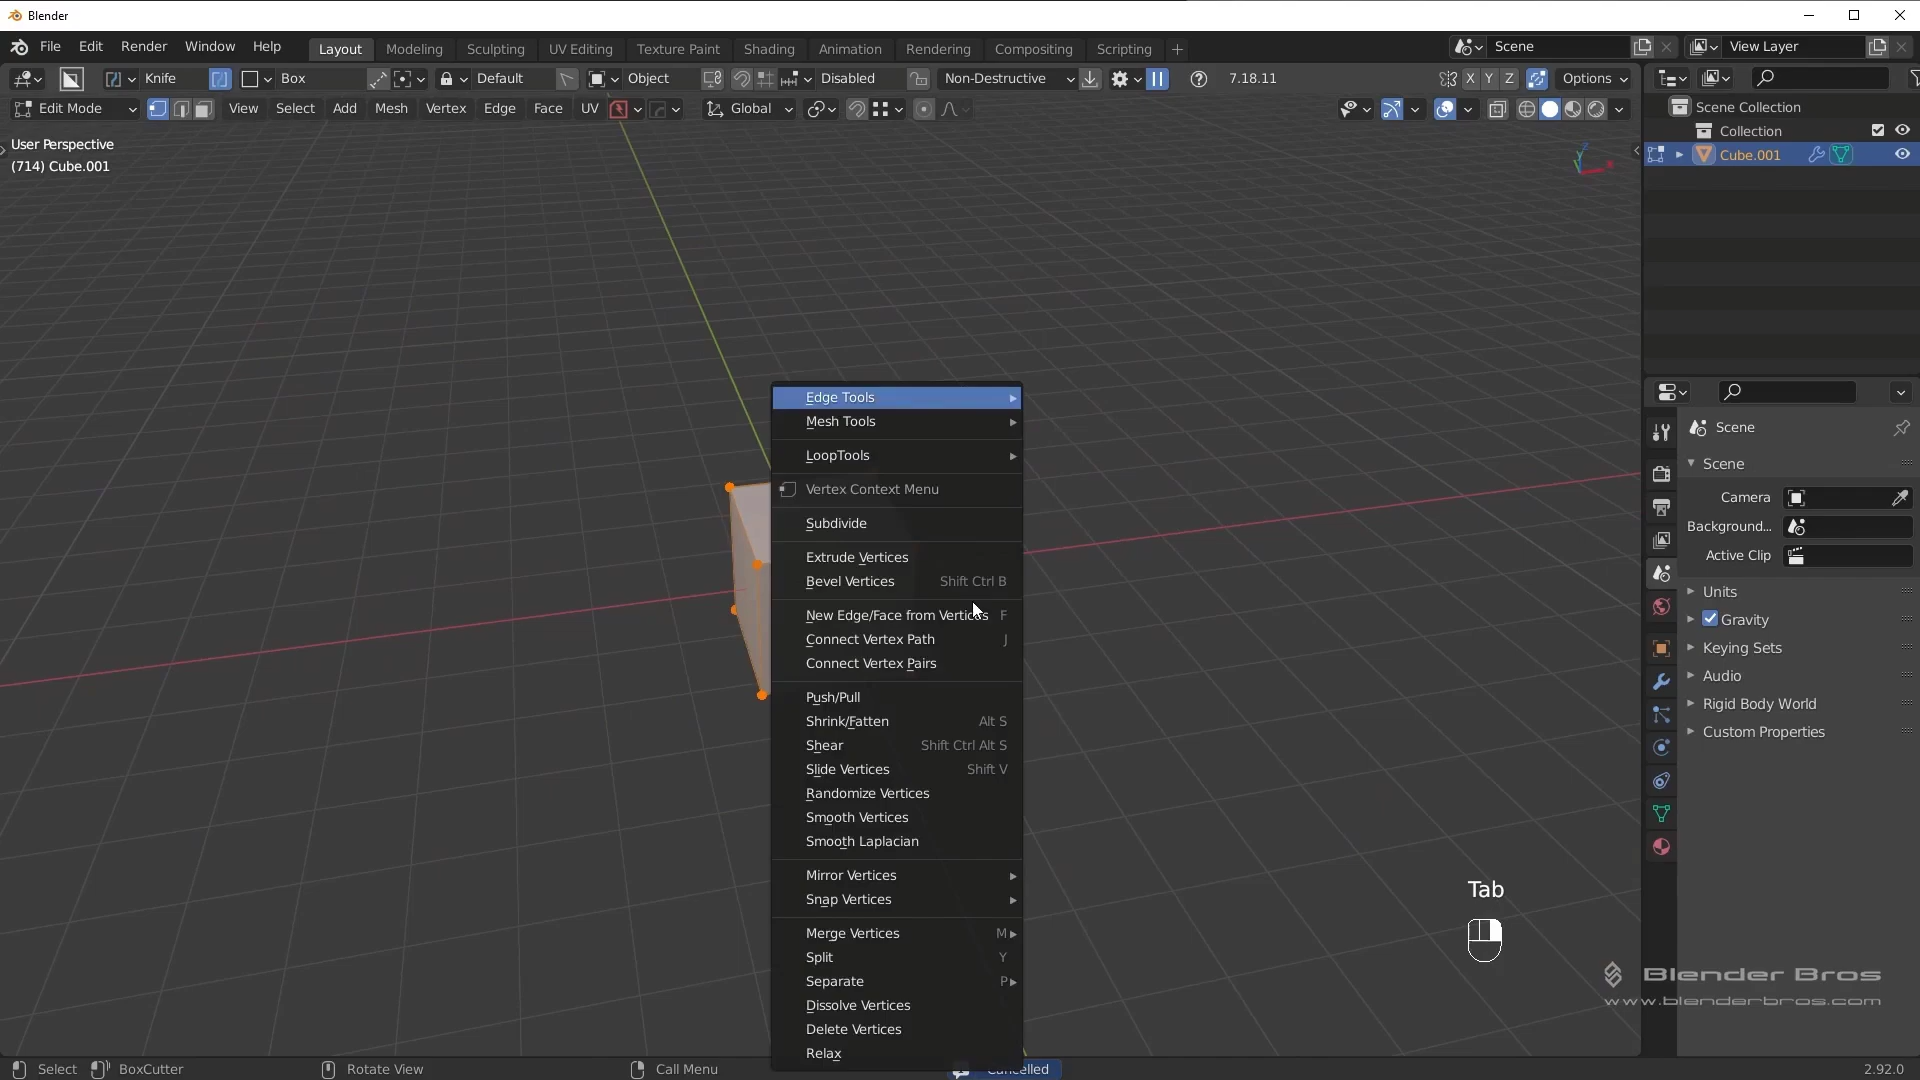 Blender
File Edit Render Window Help Layout Modeling Sculpting UV Editing Texture Paint Shading Animation Rendering Compositing Scripting + Scene View Layer
Knife Box Default Object Disabled Non-Destructive 7.18.11 X Y Z Options
Edit Mode View Select Add Mesh Vertex Edge Face UV Global
User Perspective
(714) Cube.001
Scene Collection
Collection
Cube.001
Edge Tools
Mesh Tools
LoopTools
Vertex Context Menu
Subdivide
Extrude Vertices
Bevel Vertices Shift Ctrl B
New Edge/Face from Vertices F
Connect Vertex Path J
Connect Vertex Pairs
Push/Pull
Shrink/Fatten Alt S
Shear Shift Ctrl Alt S
Slide Vertices Shift V
Randomize Vertices
Smooth Vertices
Smooth Laplacian
Mirror Vertices
Snap Vertices
Merge Vertices M
Split Y
Separate P
Dissolve Vertices
Delete Vertices
Relax
Scene
Scene
Camera
Background...
Active Clip
Units
Gravity
Keying Sets
Audio
Rigid Body World
Custom Properties
Tab
Blender Bros
www.blenderbros.com
Select BoxCutter Rotate View Call Menu Cancelled 2.92.0